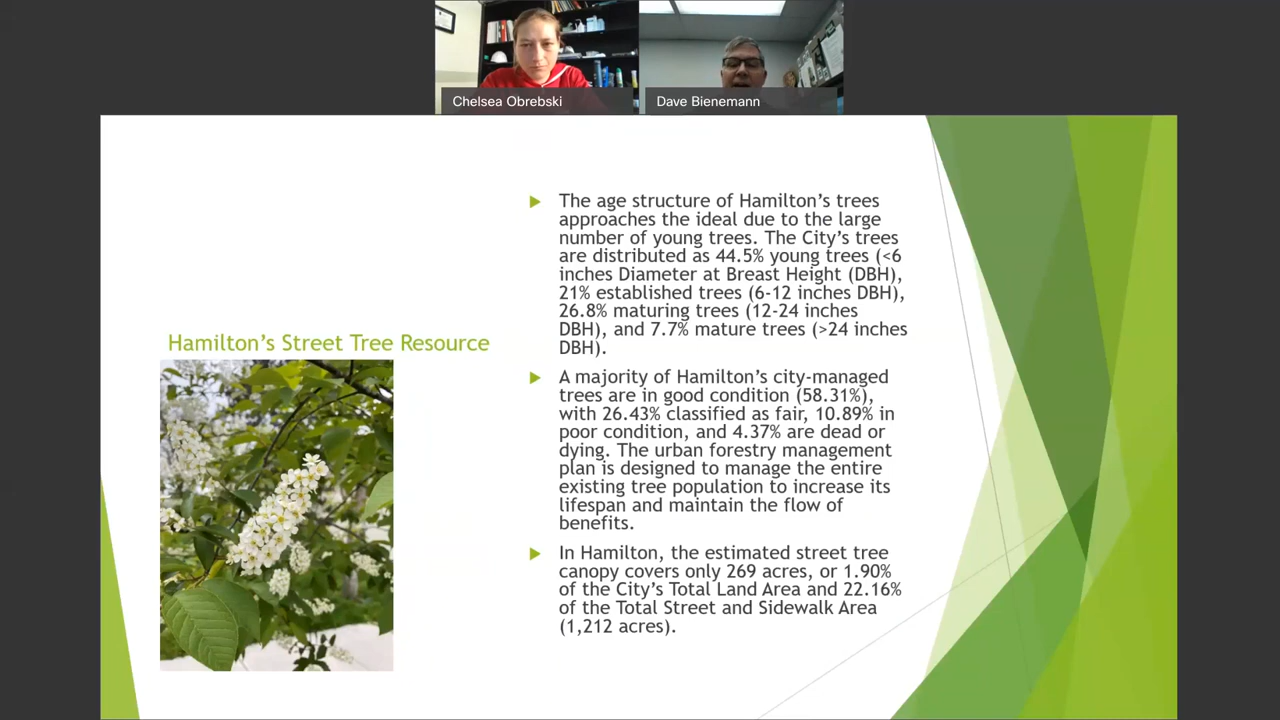 Chelsea Obrebski
Dave Bienemann
Hamilton's Street Tree Resource
The age structure of Hamilton's trees
approaches the ideal due to the large
number of young trees. The City's trees
are distributed as 44.5% young trees (<6
inches Diameter at Breast Height (DBH),
21% established trees (6-12 inches DBH),
26.8% maturing trees (12-24 inches
DBH), and 7.7% mature trees (>24 inches
DBH).
A majority of Hamilton's city-managed
trees are in good condition (58.31%),
with 26.43% classified as fair, 10.89% in
poor condition, and 4.37% are dead or
dying. The urban forestry management
plan is designed to manage the entire
existing tree population to increase its
lifespan and maintain the flow of
benefits.
In Hamilton, the estimated street tree
canopy covers only 269 acres, or 1.90%
of the City's Total Land Area and 22.16%
of the Total Street and Sidewalk Area
(1,212 acres).